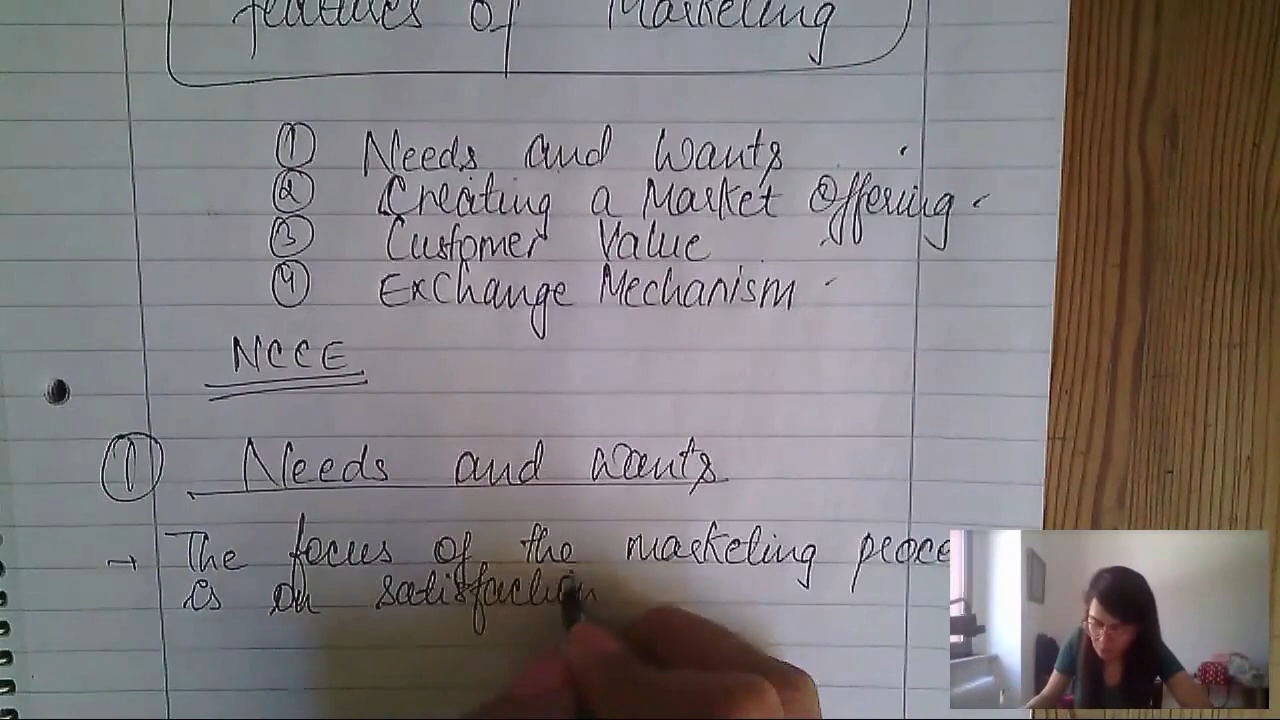 features of Marketing
① Needs and Wants
② Creating a Market Offering
③ Customer Value
④ Exchange Mechanism
NCCE
① Needs and wants
→ The focus of the marketing proce
is on satisfaction